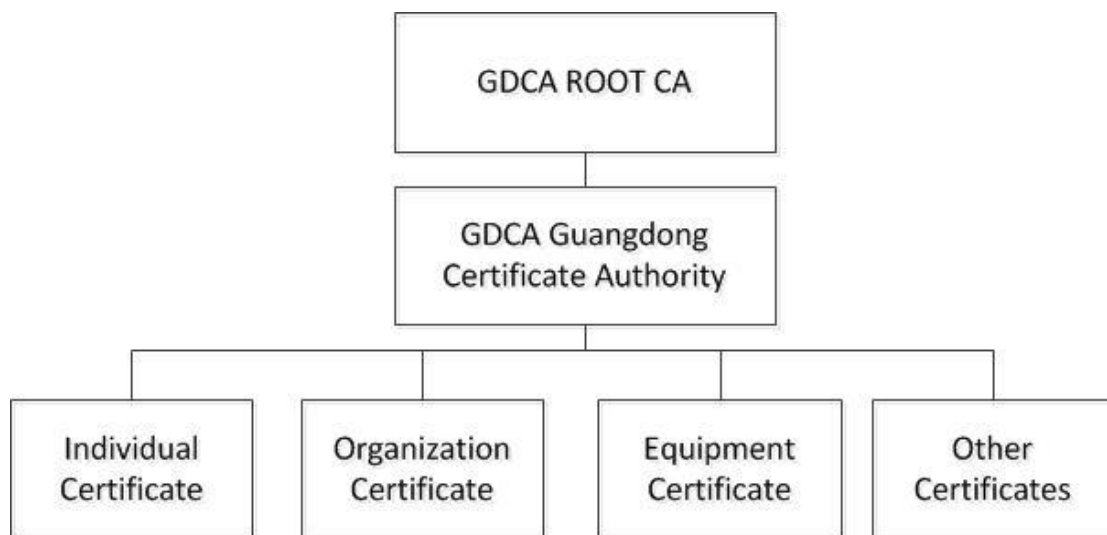 GDCA ROOT CA
GDCA Guangdong
Certificate Authority
Individual
Certificate
Organization
Certificate
Equipment
Certificate
Other
Certificates